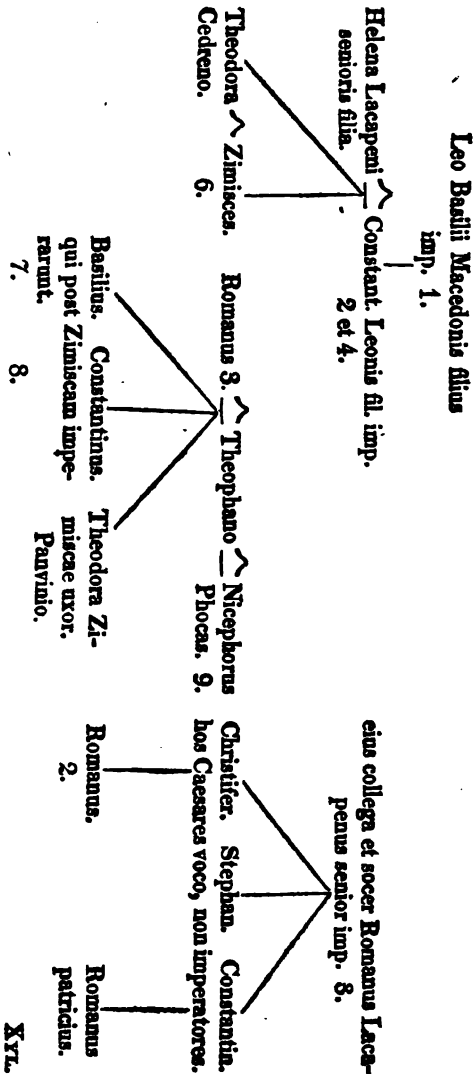 Leo Basilii Macedonis filius
imp. 1.
Helena Lacapeni senioris filia.
Constant. Leonis fil. imp.
2 et 4.
eius collega et socer Romanus Laca-
penus senior imp. 3.
Theodora Zimisces.
Cedreno. 6.
Romanus 3. Theophano Nicephorus
Phocas. 9.
Christifer. Stephan. Constantin.
hos Caesares voco, non imperatores.
Basilius. Constantinus.
qui post Zimiscam impe-
rarunt.
7. 8.
Theodora Zi-
miscae uxor.
Panvinio.
Romanus
2.
Romanus
patricius.
XYL.